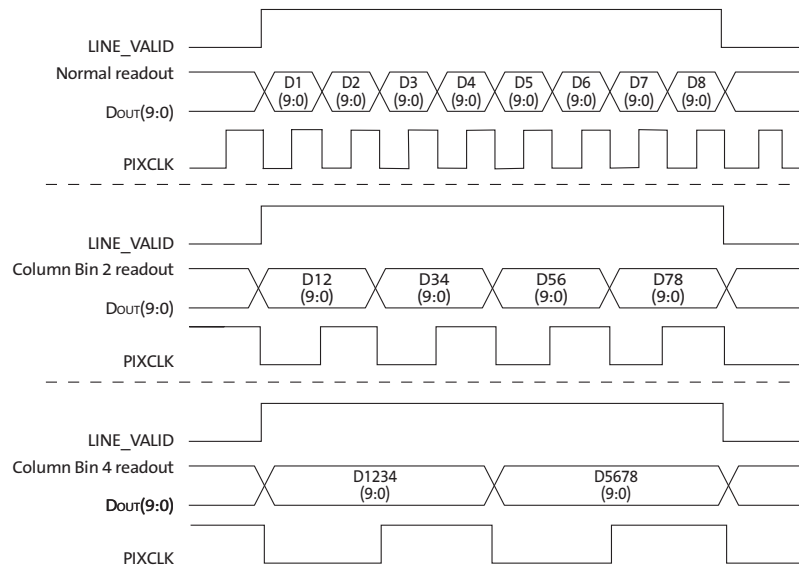 LINE_VALID
Normal readout
D1 D2 D3 D4 D5 D6 D7 D8
(9:0) (9:0) (9:0) (9:0) (9:0) (9:0) (9:0) (9:0)
DOUT(9:0)
PIXCLK
LINE_VALID
Column Bin 2 readout
D12 D34 D56 D78
(9:0) (9:0) (9:0) (9:0)
DOUT(9:0)
PIXCLK
LINE_VALID
Column Bin 4 readout
D1234 D5678
(9:0) (9:0)
DOUT(9:0)
PIXCLK